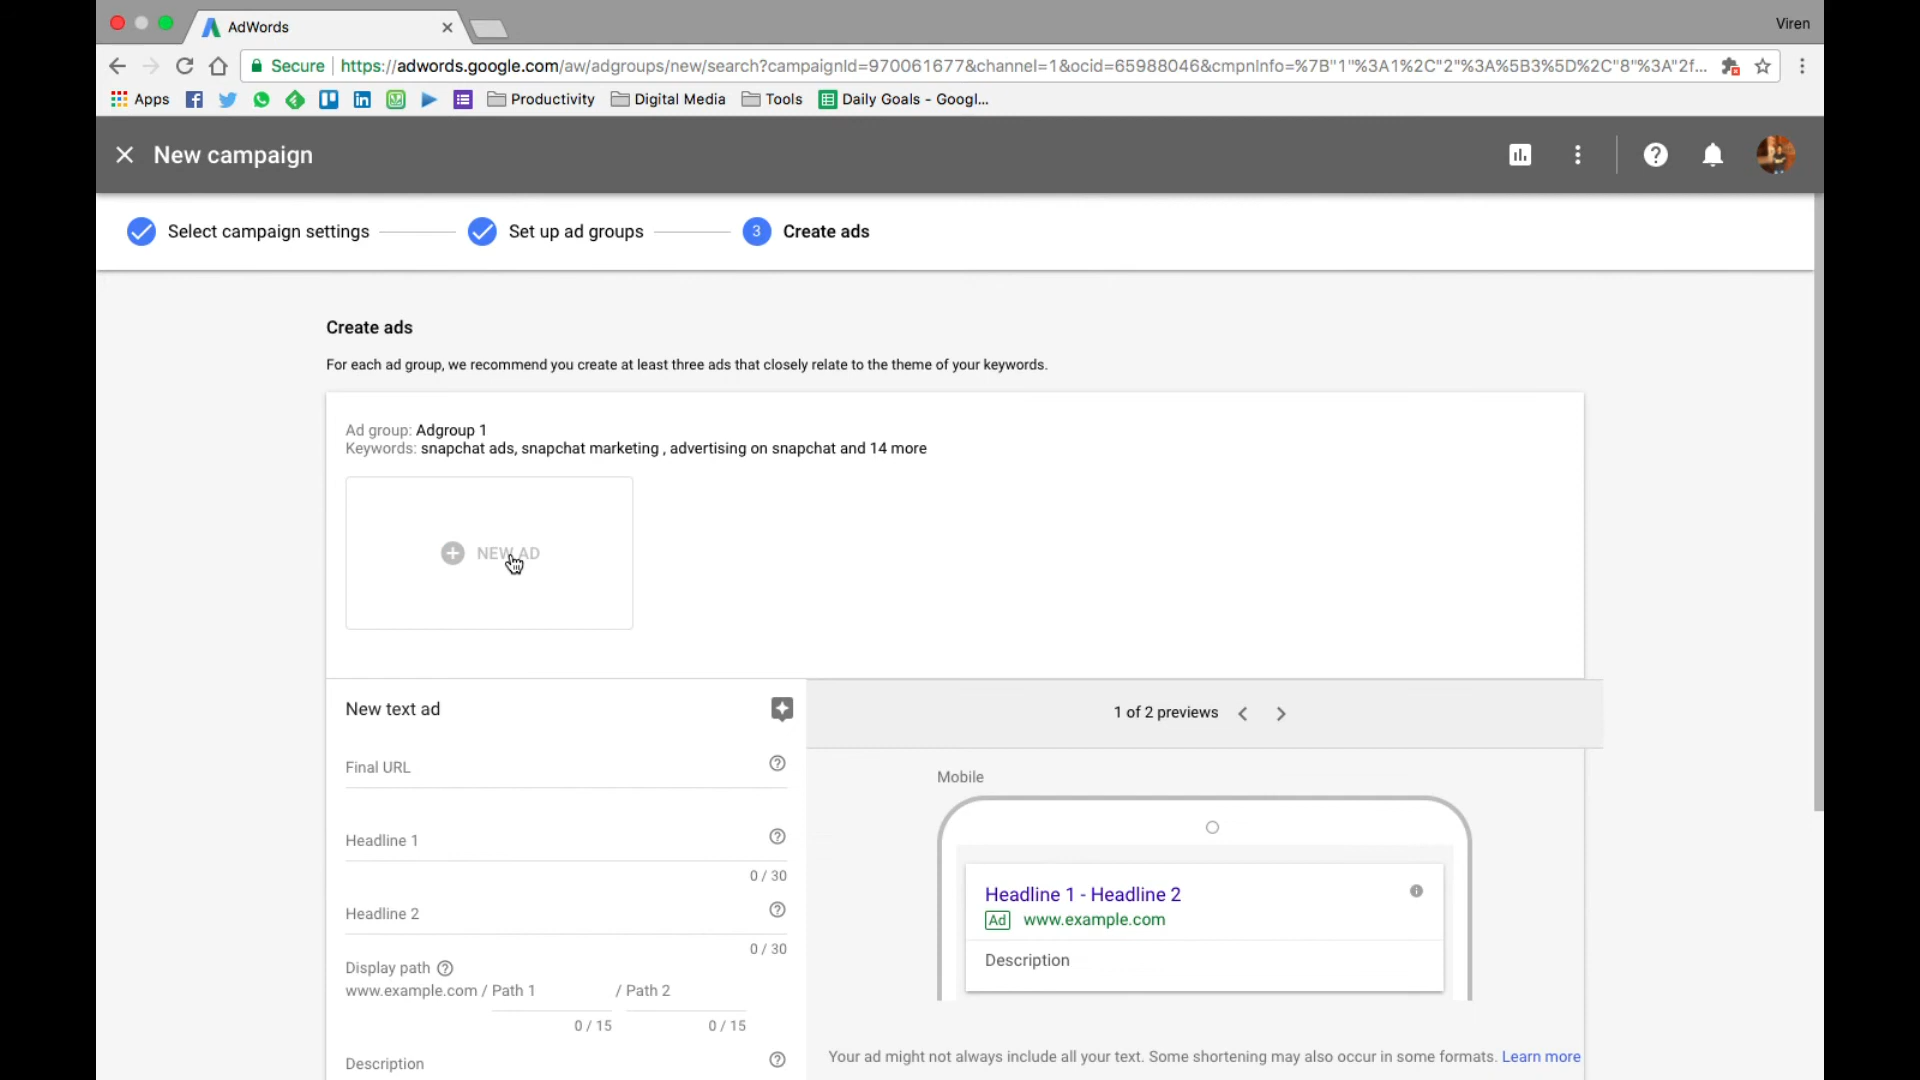 AdWords
Viren
Secure https://adwords.google.com/aw/adgroups/new/search?campaignId=970061677&channel=1&ocid=65988046&cmpnInfo=%7B"1"%3A1%2C"2"%3A%5B3%5D%2C"8"%3A"2f...
Apps Productivity Digital Media Tools Daily Goals - Googl...
New campaign
Select campaign settings Set up ad groups 3 Create ads
Create ads
For each ad group, we recommend you create at least three ads that closely relate to the theme of your keywords.
Ad group: Adgroup 1
Keywords: snapchat ads, snapchat marketing , advertising on snapchat and 14 more
NEW AD
New text ad
1 of 2 previews
Final URL
Mobile
Headline 1
0 / 30
Headline 1 - Headline 2
Headline 2
Ad www.example.com
0 / 30
Description
Display path
www.example.com / Path 1 / Path 2
0 / 15 0 / 15
Your ad might not always include all your text. Some shortening may also occur in some formats. Learn more
Description